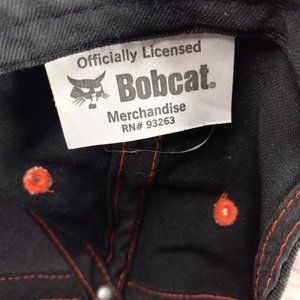 Officially Licensed
Bobcat®
Merchandise
RN# 93263